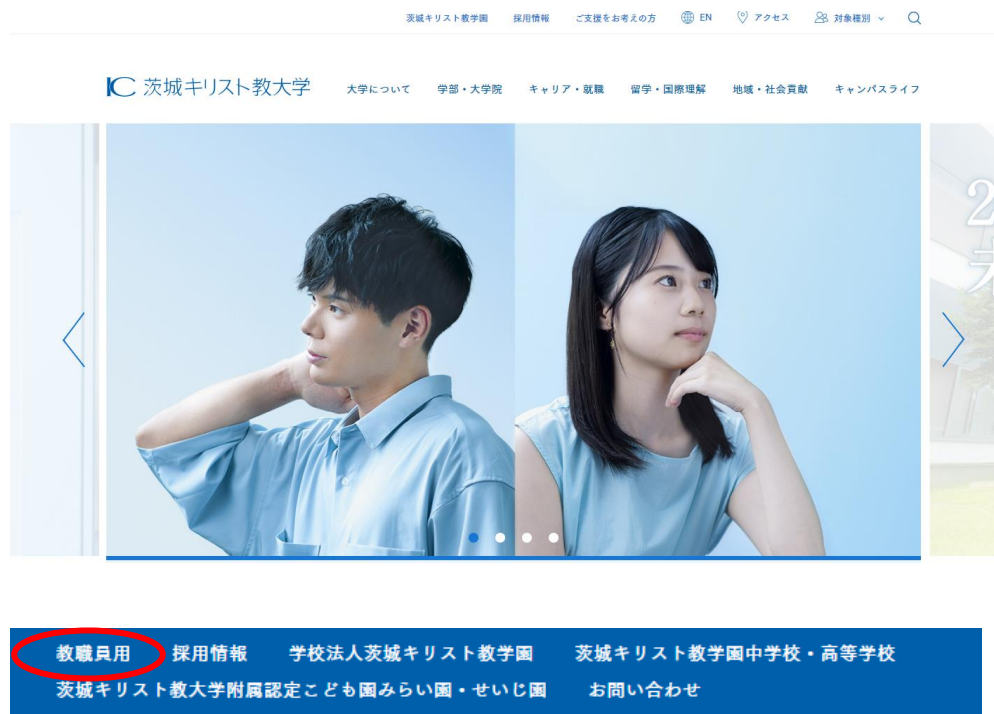 茨城キリスト教学園 採用情報 ご支援をお考えの方 EN アクセス 対象種別
IC 茨城キリスト教大学 大学について 学部・大学院 キャリア・就職 留学・国際理解 地域・社会貢献 キャンパスライフ
2
教職員用 採用情報 学校法人茨城キリスト教学園 茨城キリスト教学園中学校・高等学校
茨城キリスト教大学附属認定こども園みらい園・せいじ園 お問い合わせ